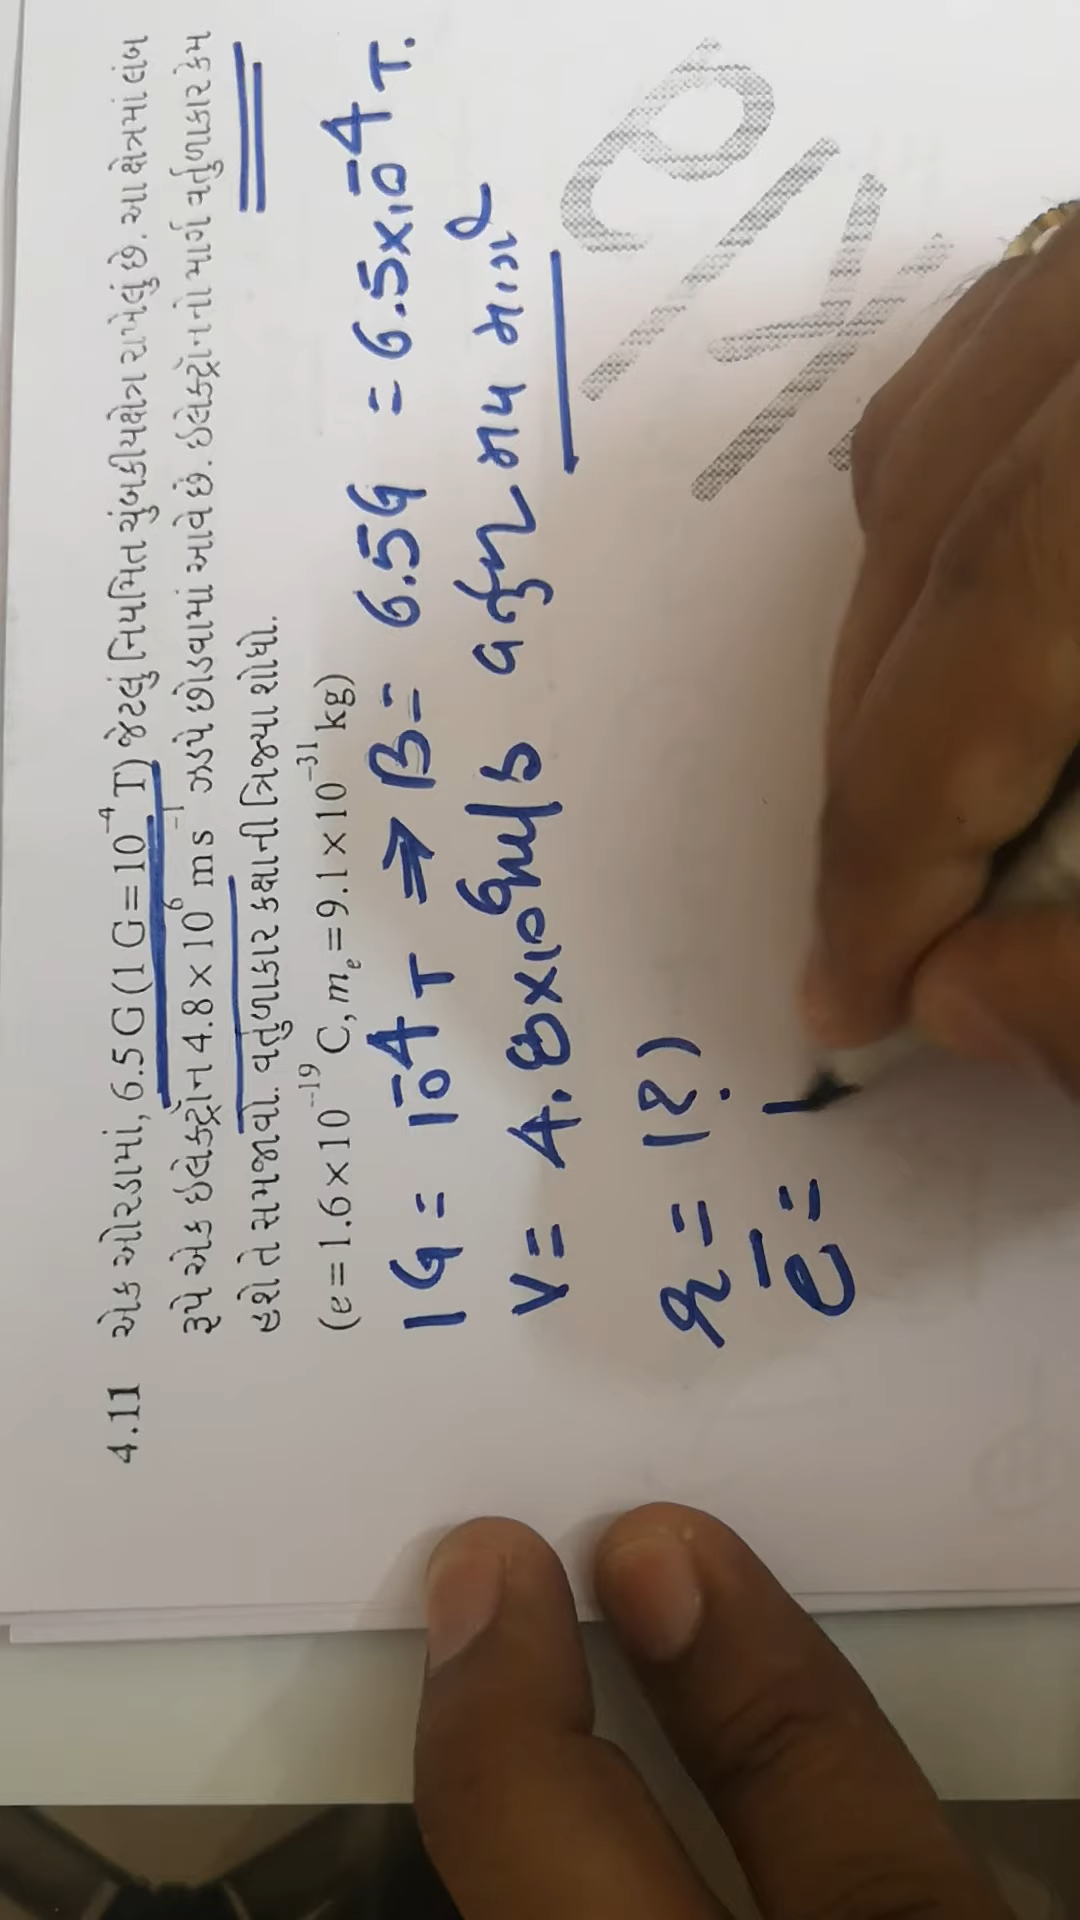 4.11 એક ઓરડામાં, 6.5 G (1 G = 10⁻⁴ T) જેટલું નિયમિત ચુંબકીયક્ષેત્ર રાખેલું છે. આ ક્ષેત્રમાં લંબ
રૂપે એક ઇલેક્ટ્રોન 4.8 × 10⁶ m s⁻¹ ઝડપે છોડવામાં આવે છે. ઇલેક્ટ્રોનનો માર્ગ વર્તુળાકાર કેમ
હશે તે સમજાવો. વર્તુળાકાર કક્ષાની ત્રિજ્યા શોધો.
(e = 1.6 × 10⁻¹⁹ C, mₑ = 9.1 × 10⁻³¹ kg)
1G = 10⁻⁴ T ⇒ B = 6.5G = 6.5×10⁻⁴ T.
V = 4.8×10⁶ m/s વર્તુળમય માર્ગે
r = (?)
e⁻ = 1